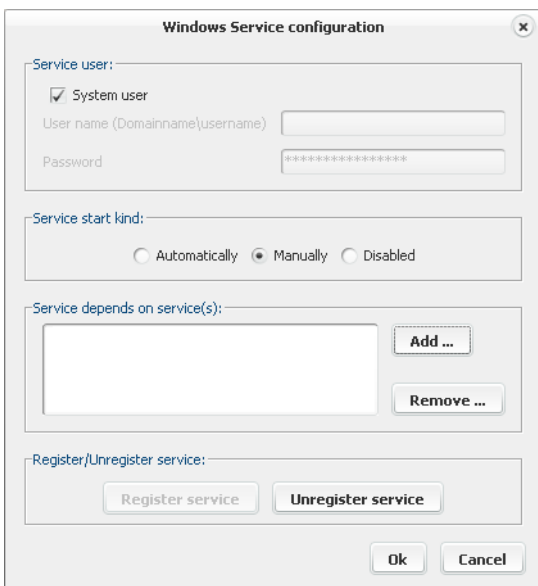 Windows Service configuration
Service user:
System user
User name (Domainname\username)
Password ****************
Service start kind:
Automatically Manually Disabled
Service depends on service(s):
Add ...
Remove ...
Register/Unregister service:
Register service Unregister service
Ok Cancel